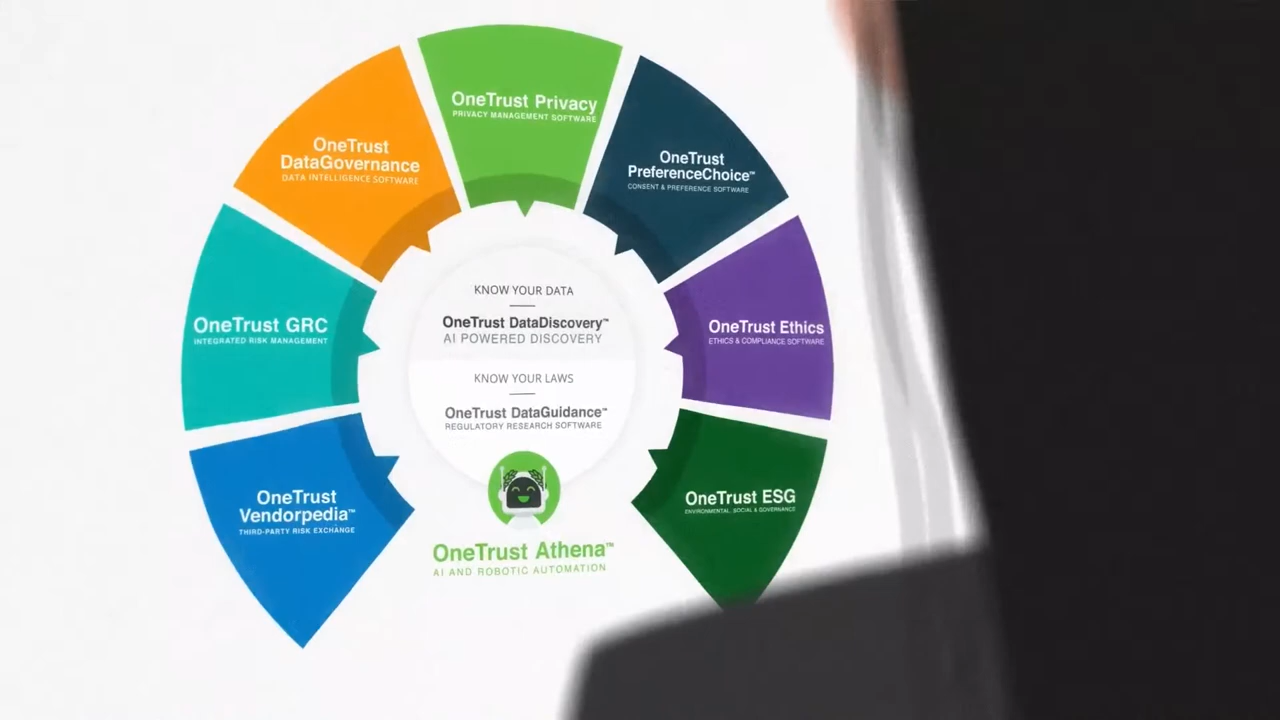 OneTrust Privacy
PRIVACY MANAGEMENT SOFTWARE
OneTrust
DataGovernance
DATA INTELLIGENCE SOFTWARE
OneTrust
PreferenceChoice™
CONSENT & PREFERENCE SOFTWARE
OneTrust GRC
INTEGRATED RISK MANAGEMENT
KNOW YOUR DATA
OneTrust DataDiscovery™
AI POWERED DISCOVERY
KNOW YOUR LAWS
OneTrust DataGuidance™
REGULATORY RESEARCH SOFTWARE
OneTrust Ethics
ETHICS & COMPLIANCE SOFTWARE
OneTrust
Vendorpedia™
THIRD-PARTY RISK EXCHANGE
OneTrust Athena™
AI AND ROBOTIC AUTOMATION
OneTrust ESG
ENVIRONMENTAL, SOCIAL & GOVERNANCE